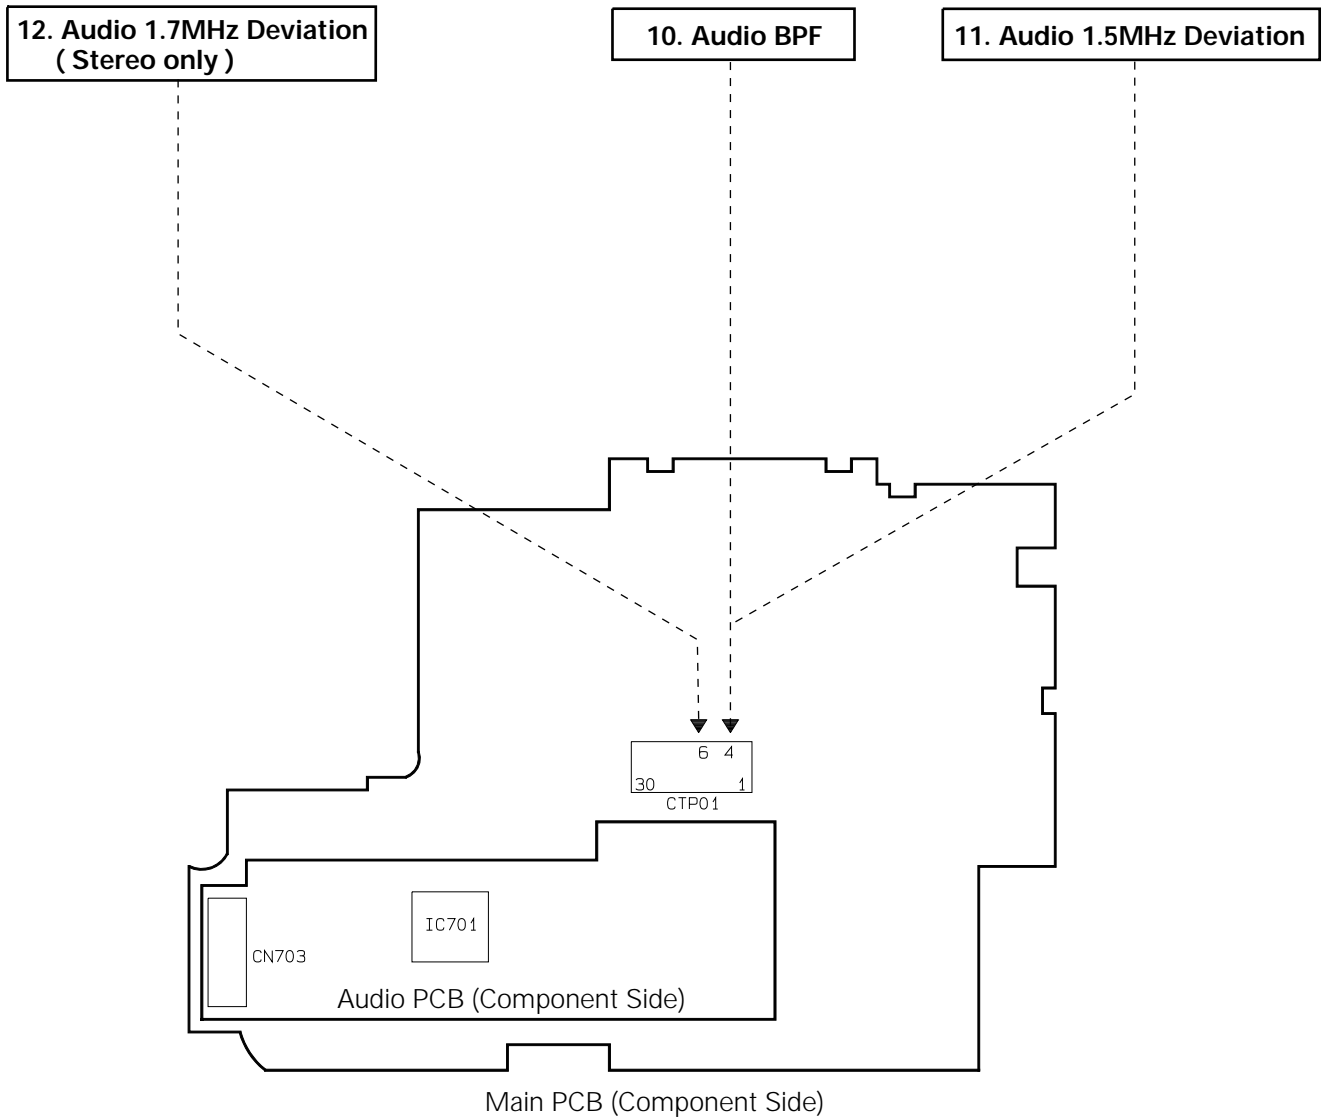 12. Audio 1.7MHz Deviation
( Stereo only )
10. Audio BPF
11. Audio 1.5MHz Deviation
6 4
30 1
CTP01
IC701
CN703
Audio PCB (Component Side)
Main PCB (Component Side)